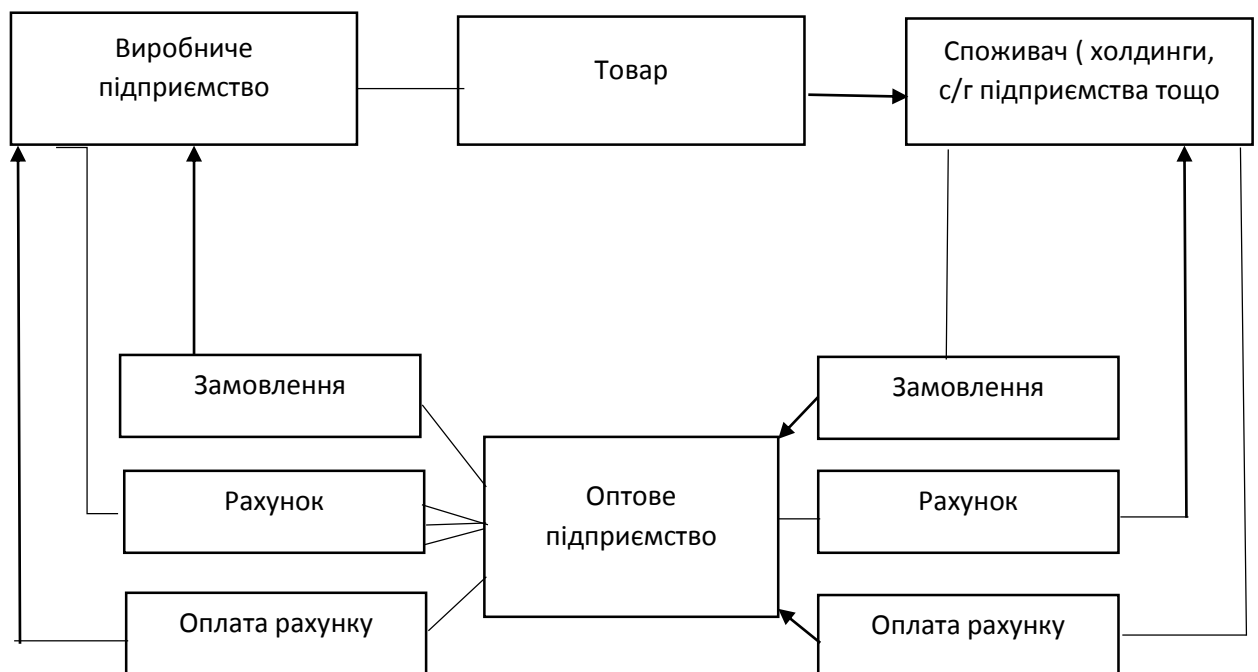 Виробниче
підприємство
Товар
Споживач ( холдинги,
с/г підприємства тощо
Замовлення
Замовлення
Рахунок
Оптове
підприємство
Рахунок
Оплата рахунку
Оплата рахунку